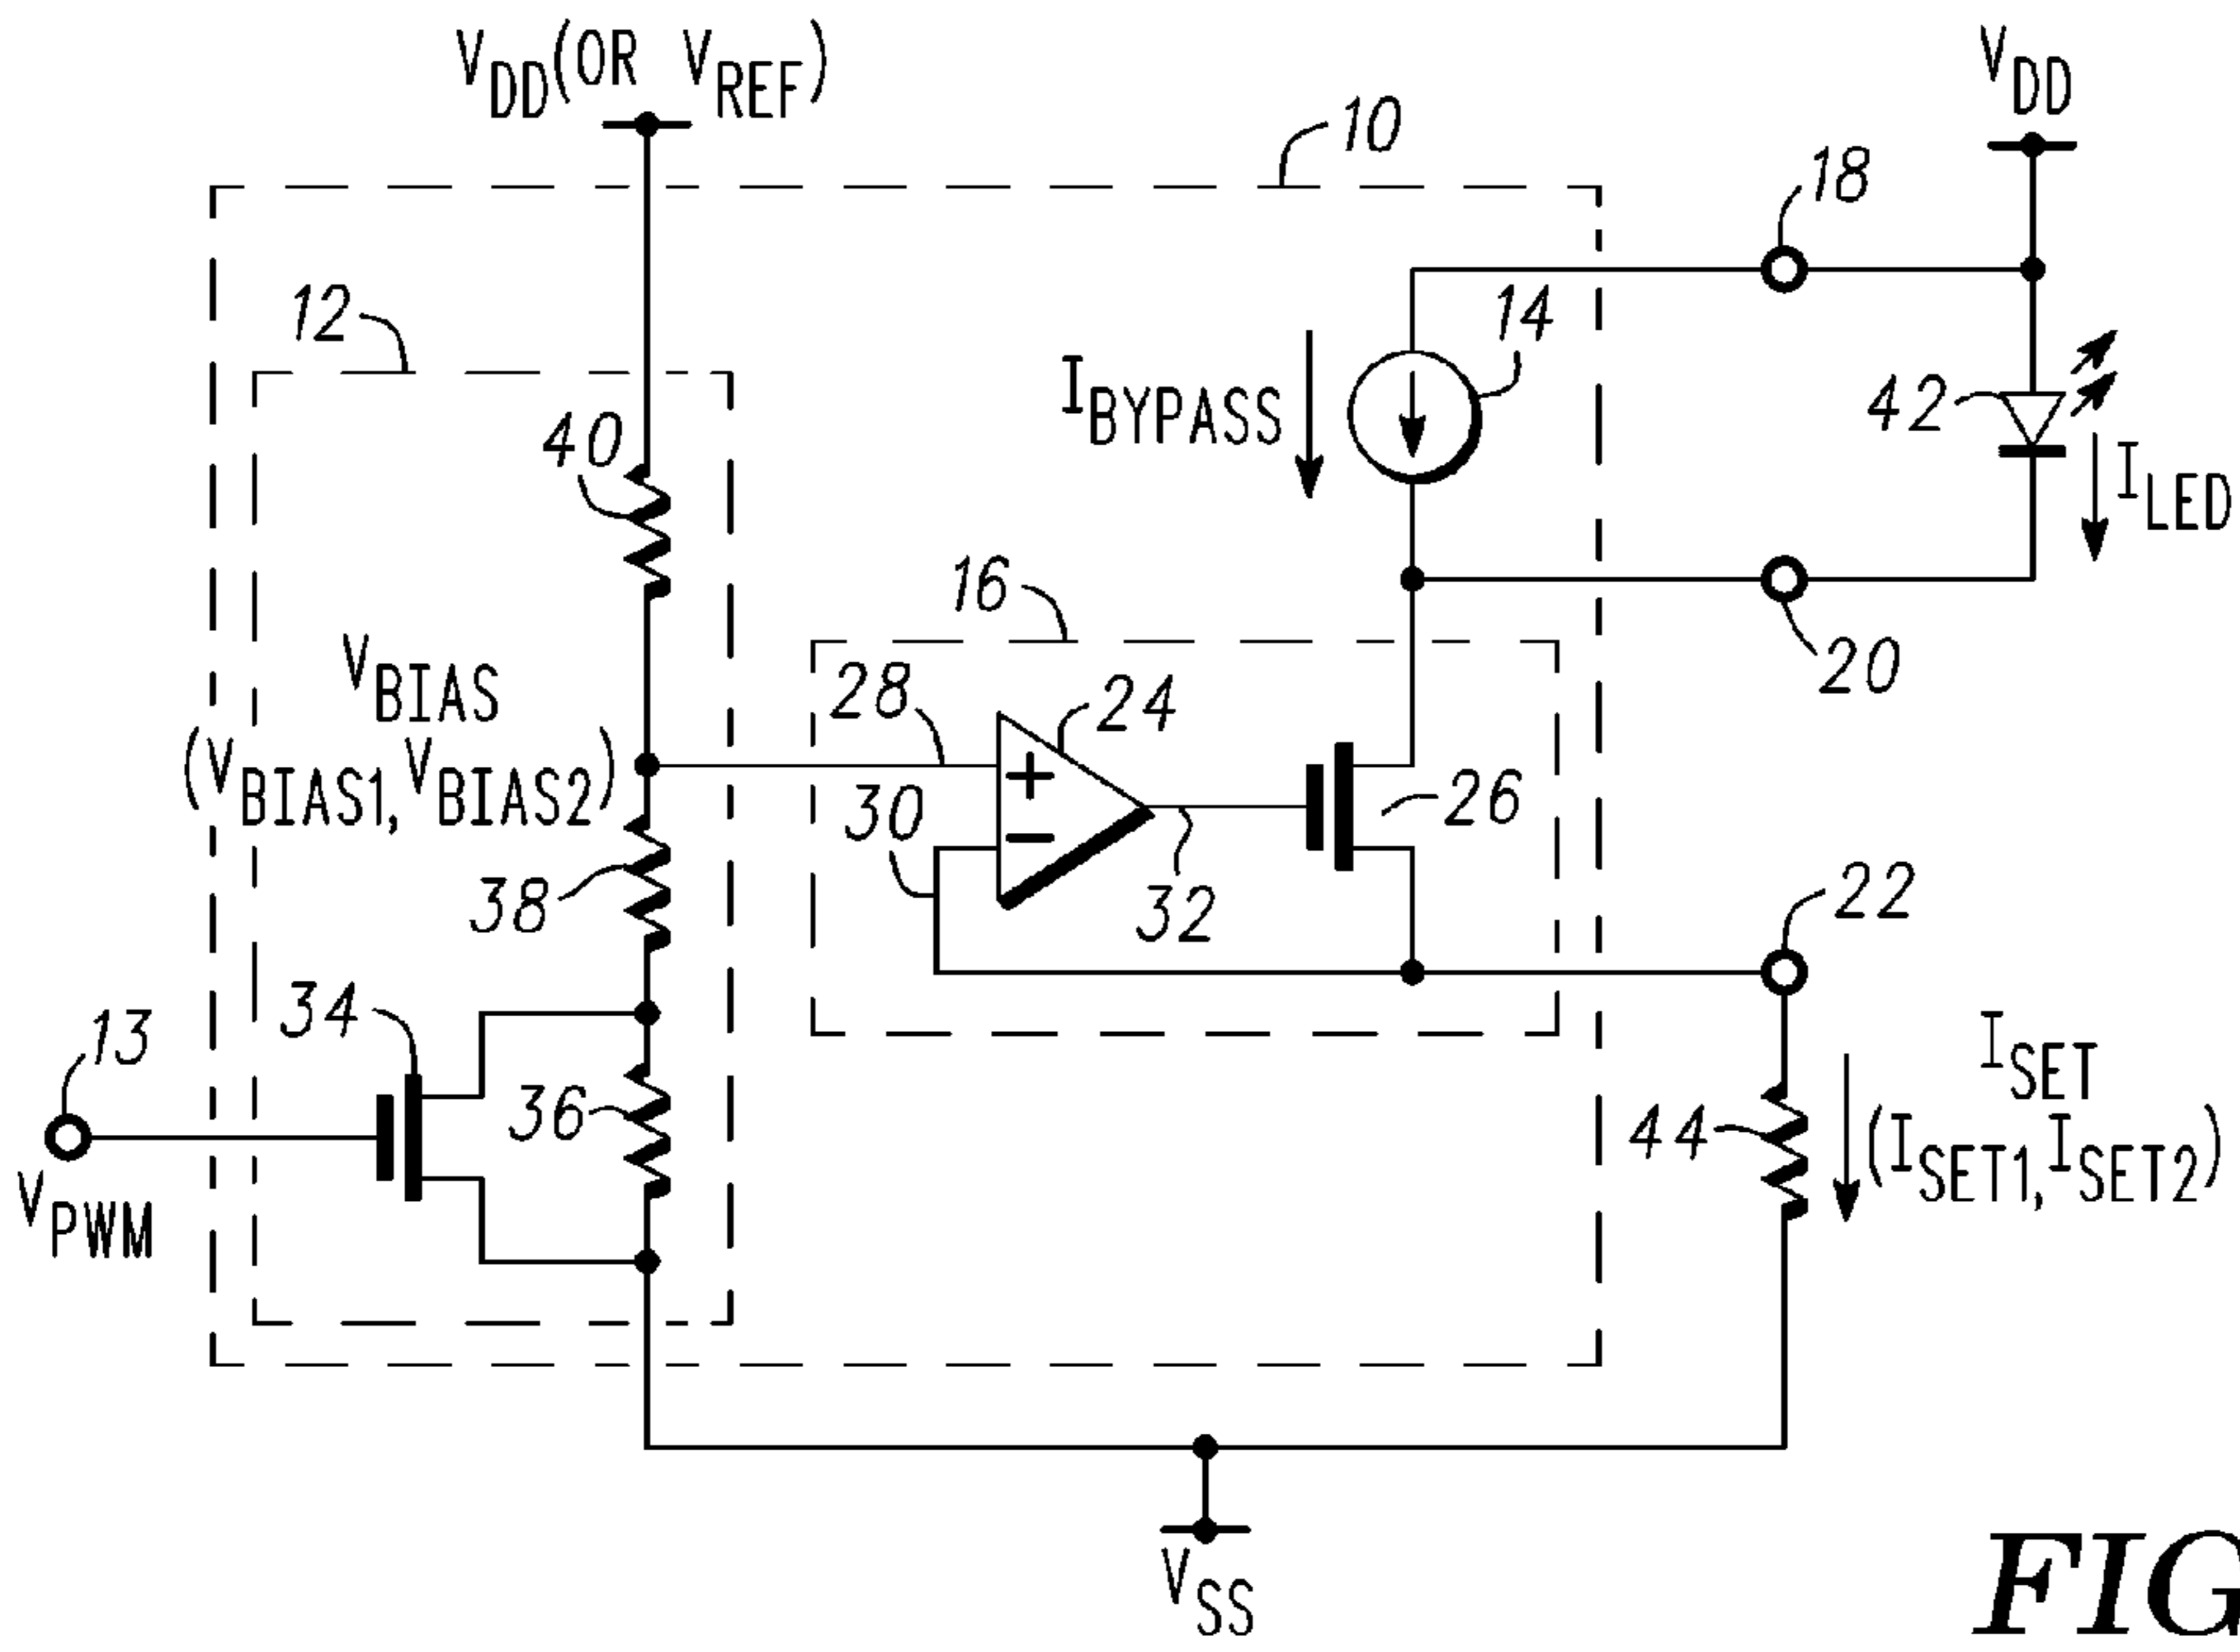 VDD(OR VREF)
VDD
10
18
12
14
IBYPASS
42
40
ILED
16
20
VBIAS
(VBIAS1, VBIAS2)
28
24
26
30
38
32
22
34
13
36
ISET
(ISET1, ISET2)
44
VPWM
VSS
FIG